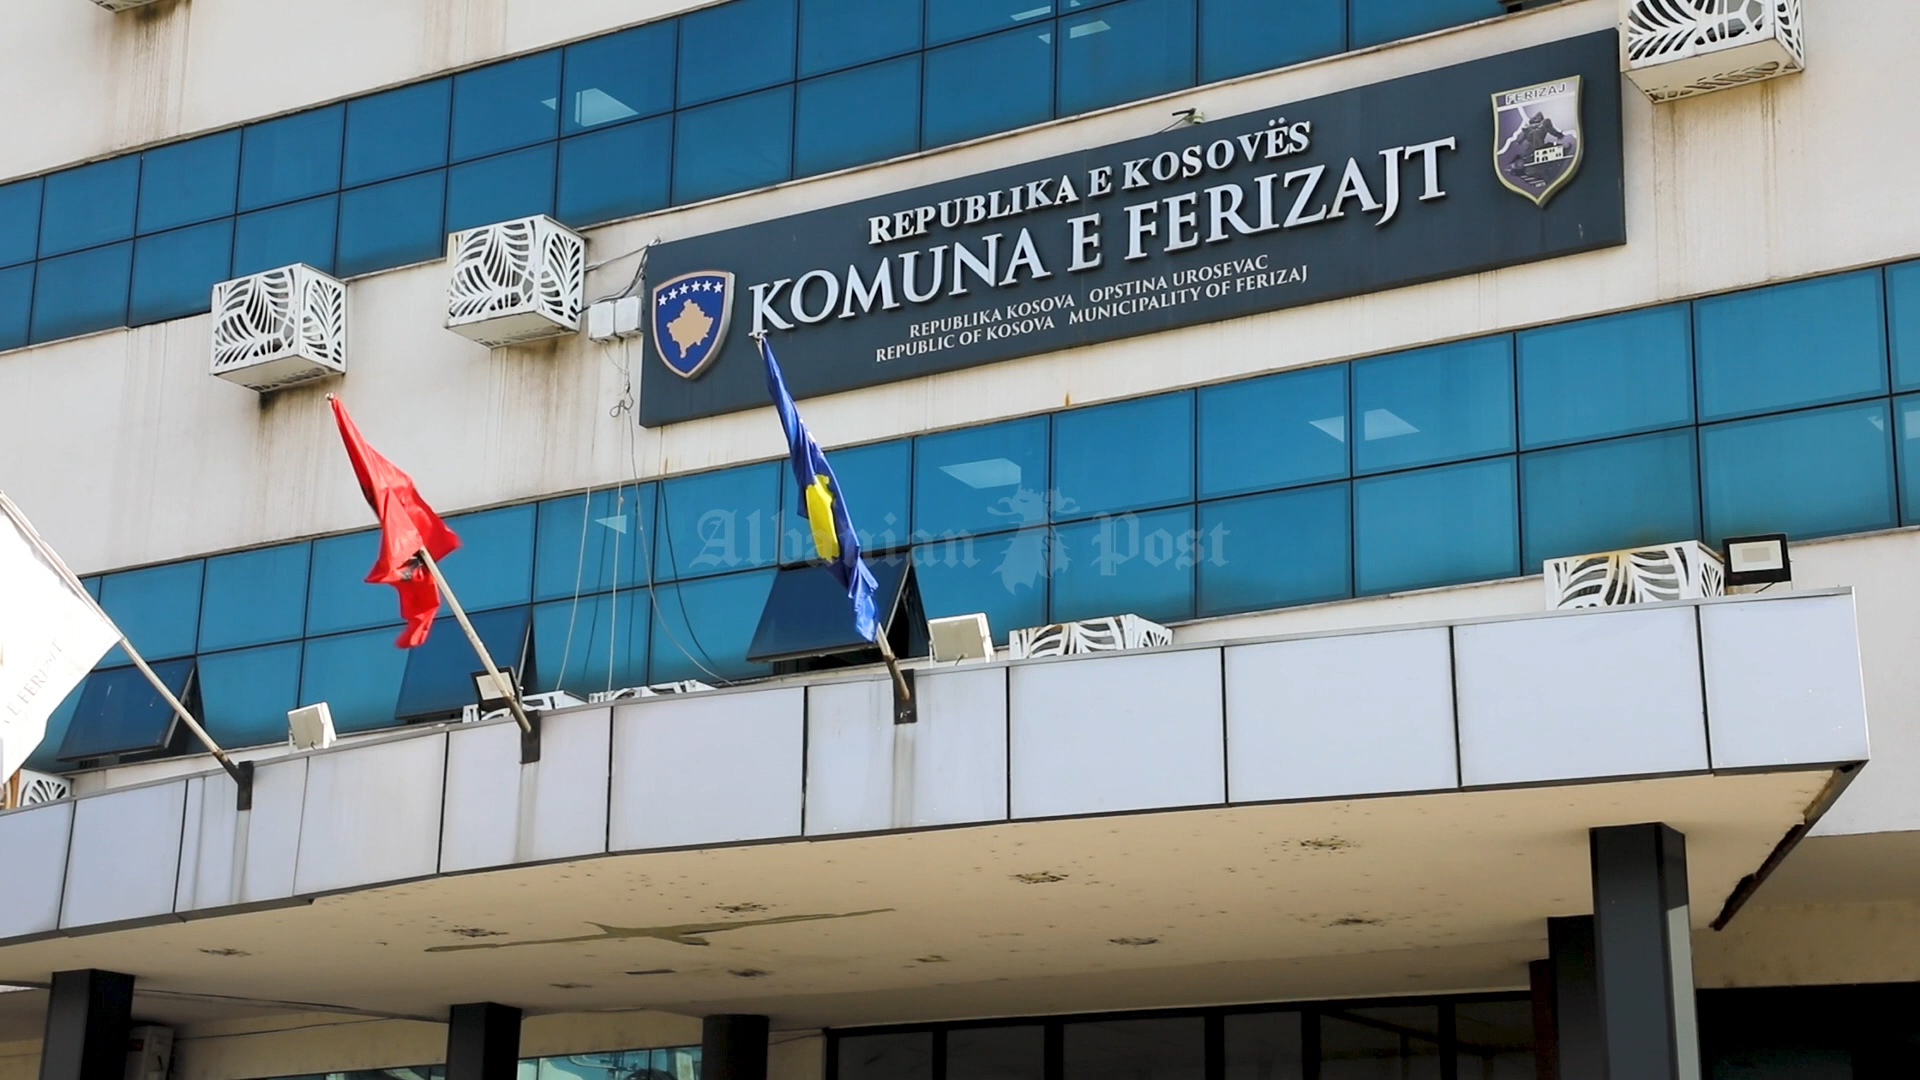 FERIZAJ
REPUBLIKA E KOSOVËS
KOMUNA E FERIZAJT
REPUBLIKA KOSOVA OPSTINA UROSEVAC
REPUBLIC OF KOSOVA MUNICIPALITY OF FERIZAJ
Albanian Post